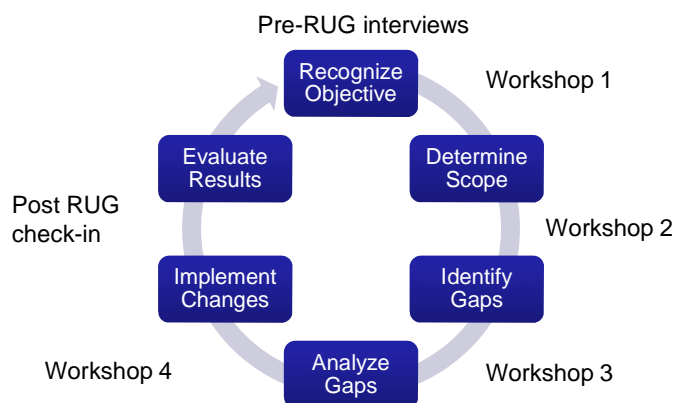 Pre-RUG interviews
Recognize
Objective
Workshop 1
Determine
Scope
Workshop 2
Identify
Gaps
Workshop 3
Analyze
Gaps
Workshop 4
Implement
Changes
Post RUG
check-in
Evaluate
Results